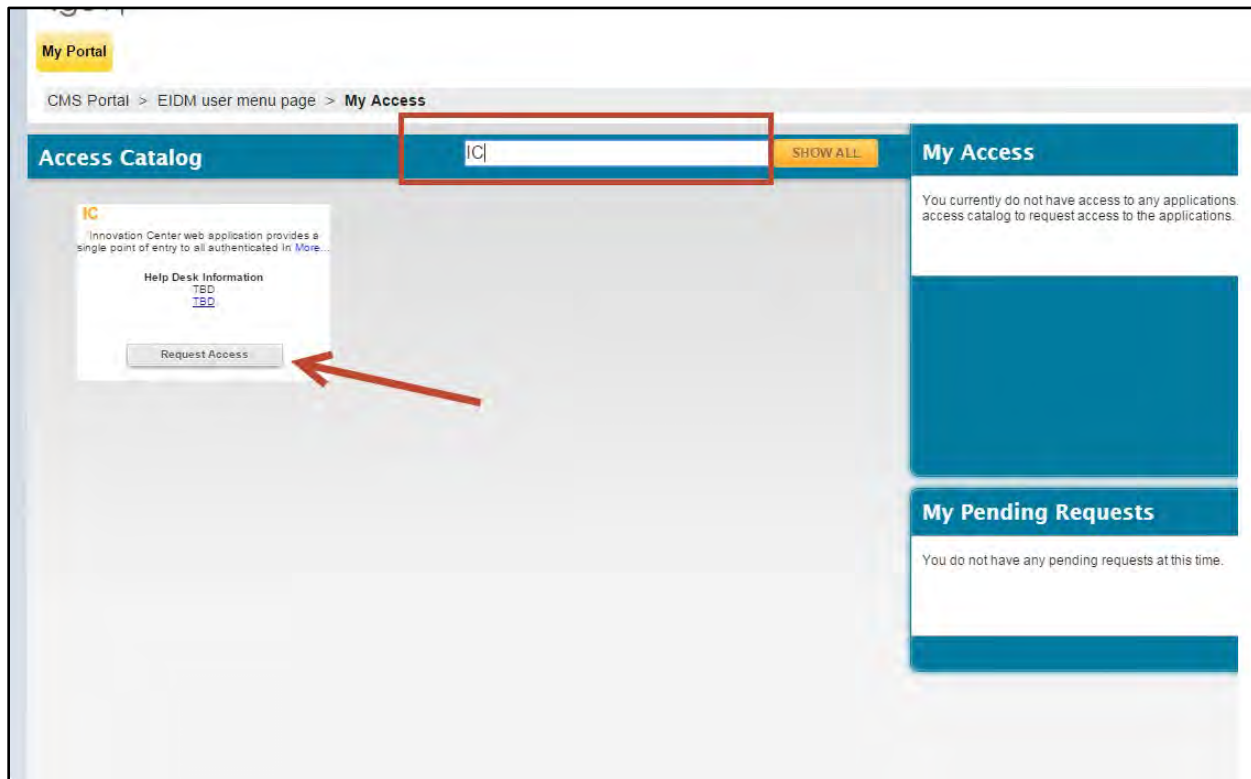 My Portal
CMS Portal > EIDM user menu page > My Access
Access Catalog
IC
SHOW ALL
IC
Innovation Center web application provides a
single point of entry to all authenticated In More...
Help Desk Information
TBD
TBD
Request Access
My Access
You currently do not have access to any applications.
access catalog to request access to the applications.
My Pending Requests
You do not have any pending requests at this time.